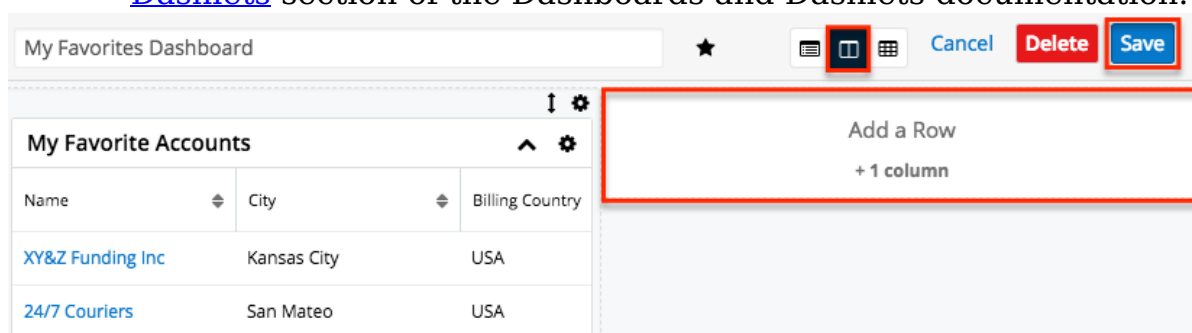 Dashlets section of the Dashboards and Dashlets documentation.
My Favorites Dashboard
Cancel Delete Save
My Favorite Accounts
Add a Row
+ 1 column
Name City Billing Country
XY&Z Funding Inc Kansas City USA
24/7 Couriers San Mateo USA